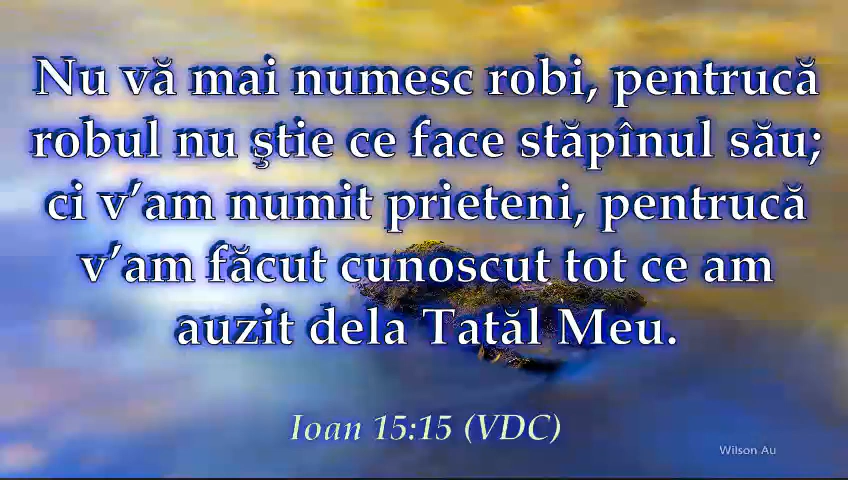 Nu vă mai numesc robi, pentrucă
robul nu ştie ce face stăpînul său;
ci v’am numit prieteni, pentrucă
v’am făcut cunoscut tot ce am
auzit dela Tatăl Meu.
Ioan 15:15 (VDC)
Wilson Au